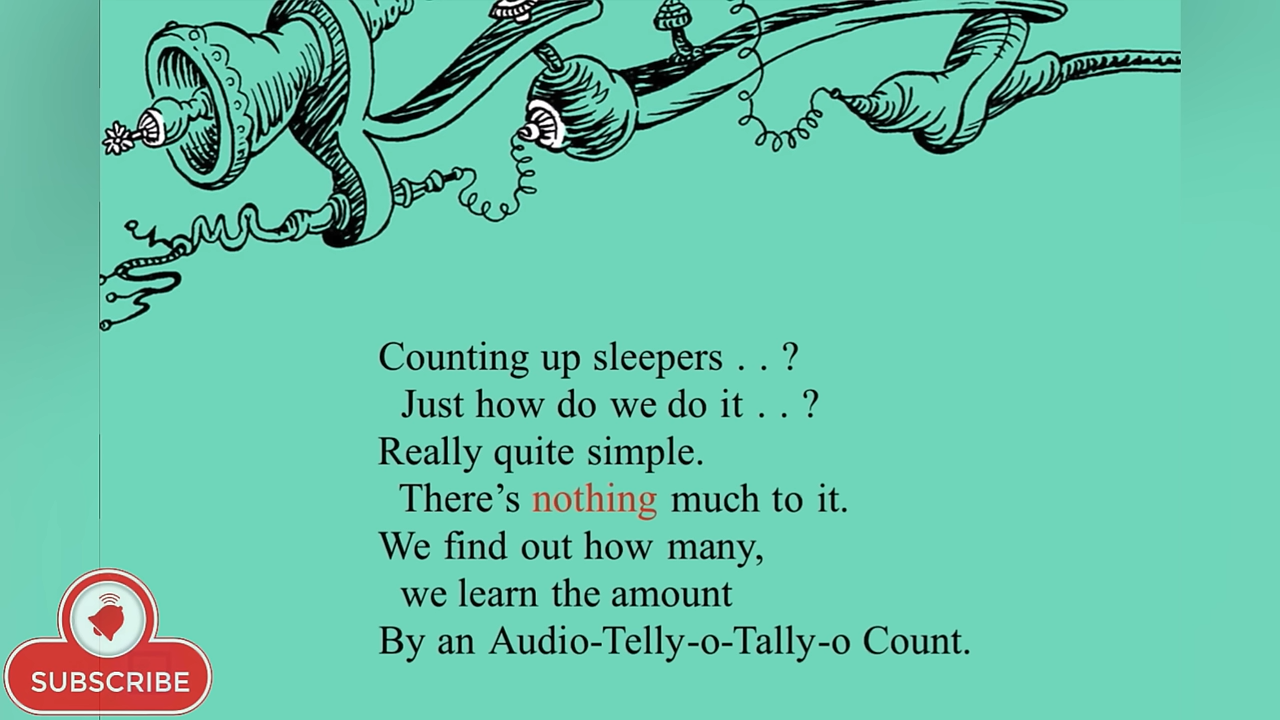 Counting up sleepers . . ?
Just how do we do it . . ?
Really quite simple.
There’s nothing much to it.
We find out how many,
we learn the amount
By an Audio-Telly-o-Tally-o Count.
SUBSCRIBE